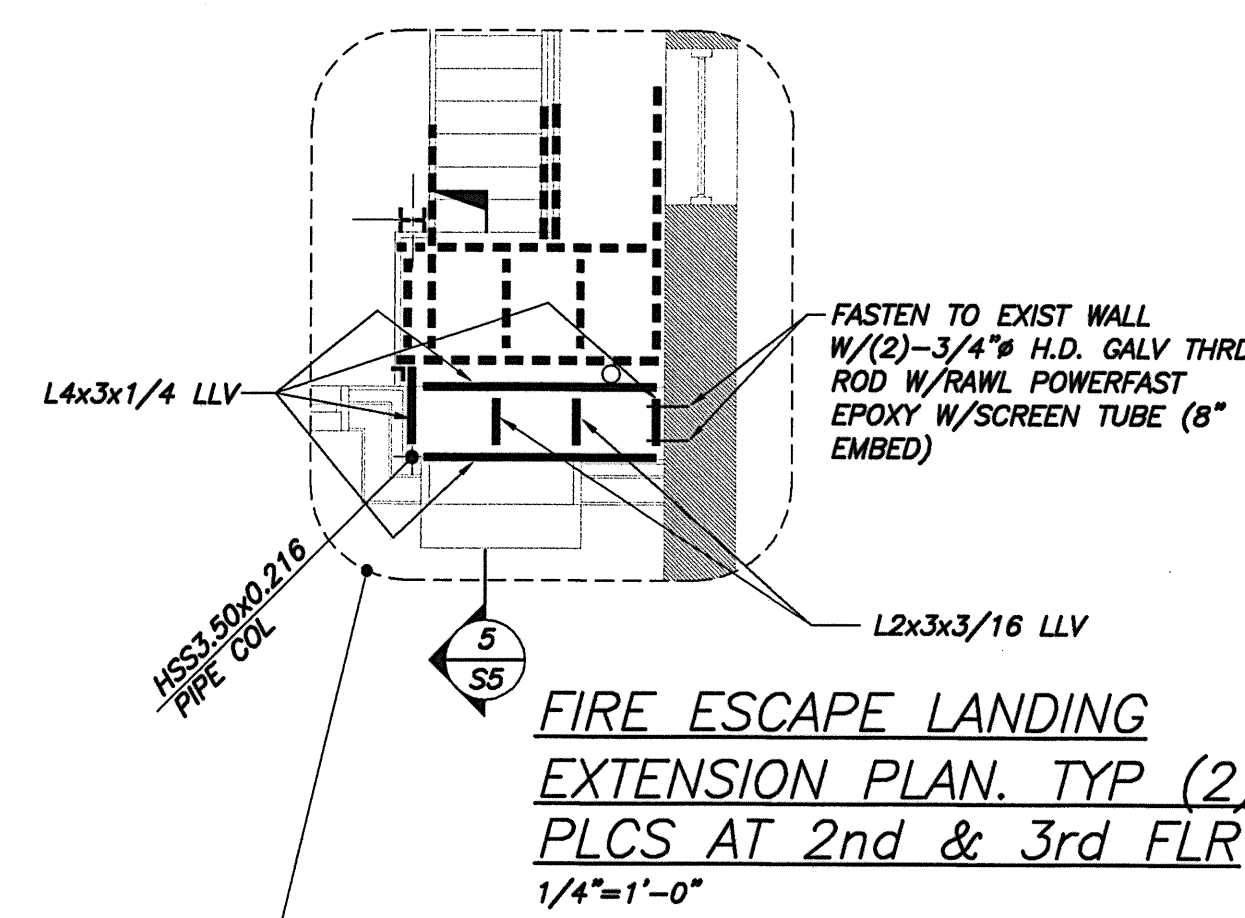 FASTEN TO EXIST WALL
W/(2)-3/4"ø H.D. GALV THRD
ROD W/RAWL POWERFAST
EPOXY W/SCREEN TUBE (8"
EMBED)
L4x3x1/4 LLV
HSS3.50x0.216
PIPE COL
L2x3x3/16 LLV
5
S5
FIRE ESCAPE LANDING
EXTENSION PLAN. TYP (2)
PLCS AT 2nd & 3rd FLR
1/4"=1'-0"